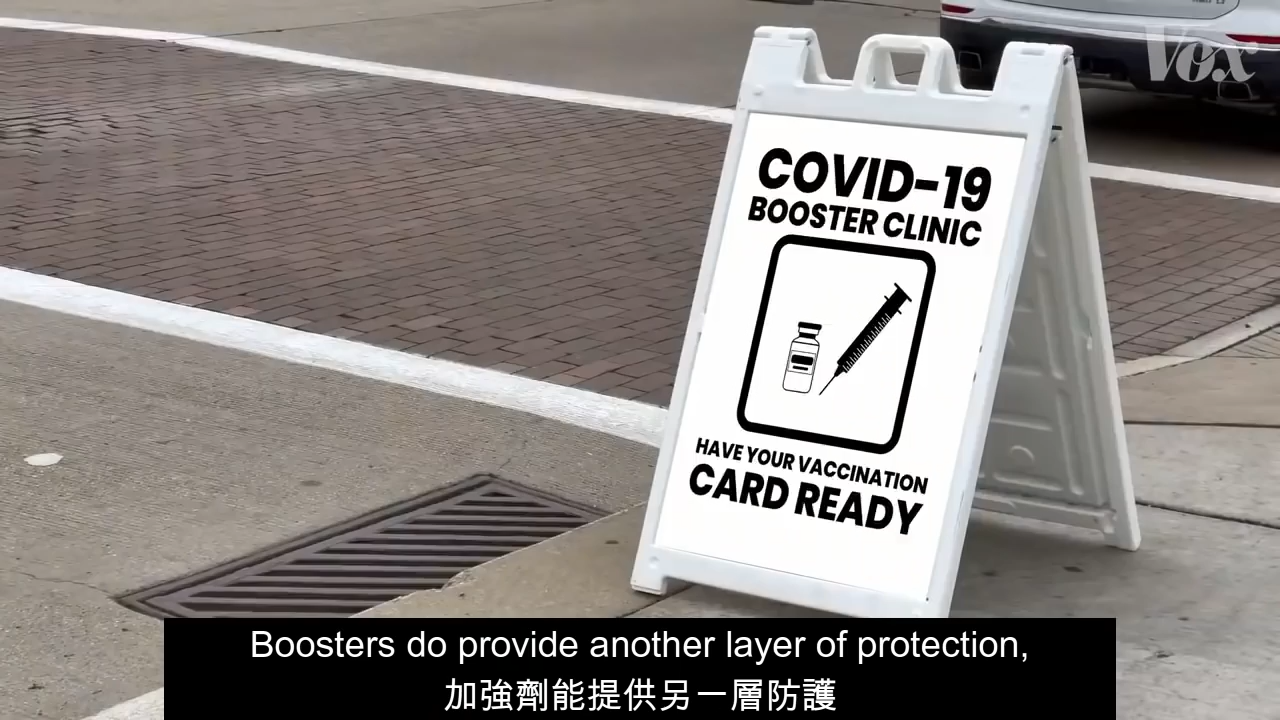 Vox
COVID-19
BOOSTER CLINIC
HAVE YOUR VACCINATION
CARD READY
Boosters do provide another layer of protection,
加強劑能提供另一層防護